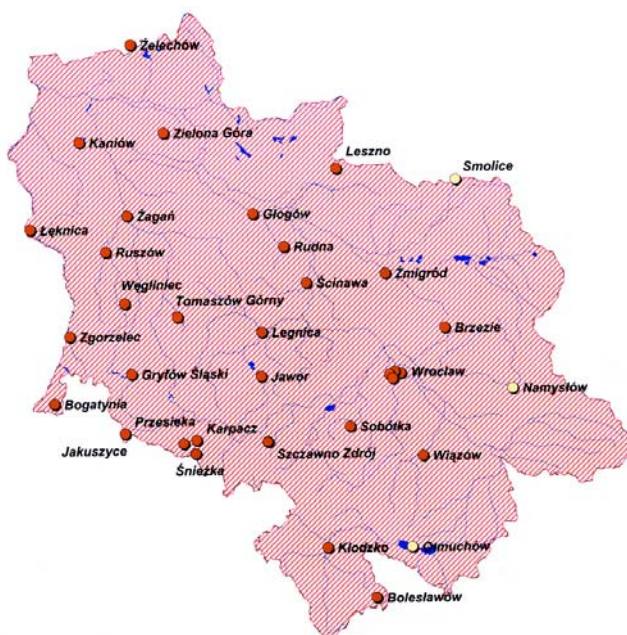 Żelechów
Kaniów
Zielona Góra
Leszno
Smolice
Żagań
Głogów
Łęknica
Ruszów
Rudna
Ścinawa
Żmigród
Węgliniec
Tomaszów Górny
Legnica
Brzezie
Zgorzelec
Gryfów Śląski
Jawor
Wrocław
Namysłów
Bogatynia
Przesieka
Karpacz
Sobótka
Jakuszyce
Śnieżka
Szczawno Zdrój
Wiązów
Kłodzko
Otmuchów
Bolesławów